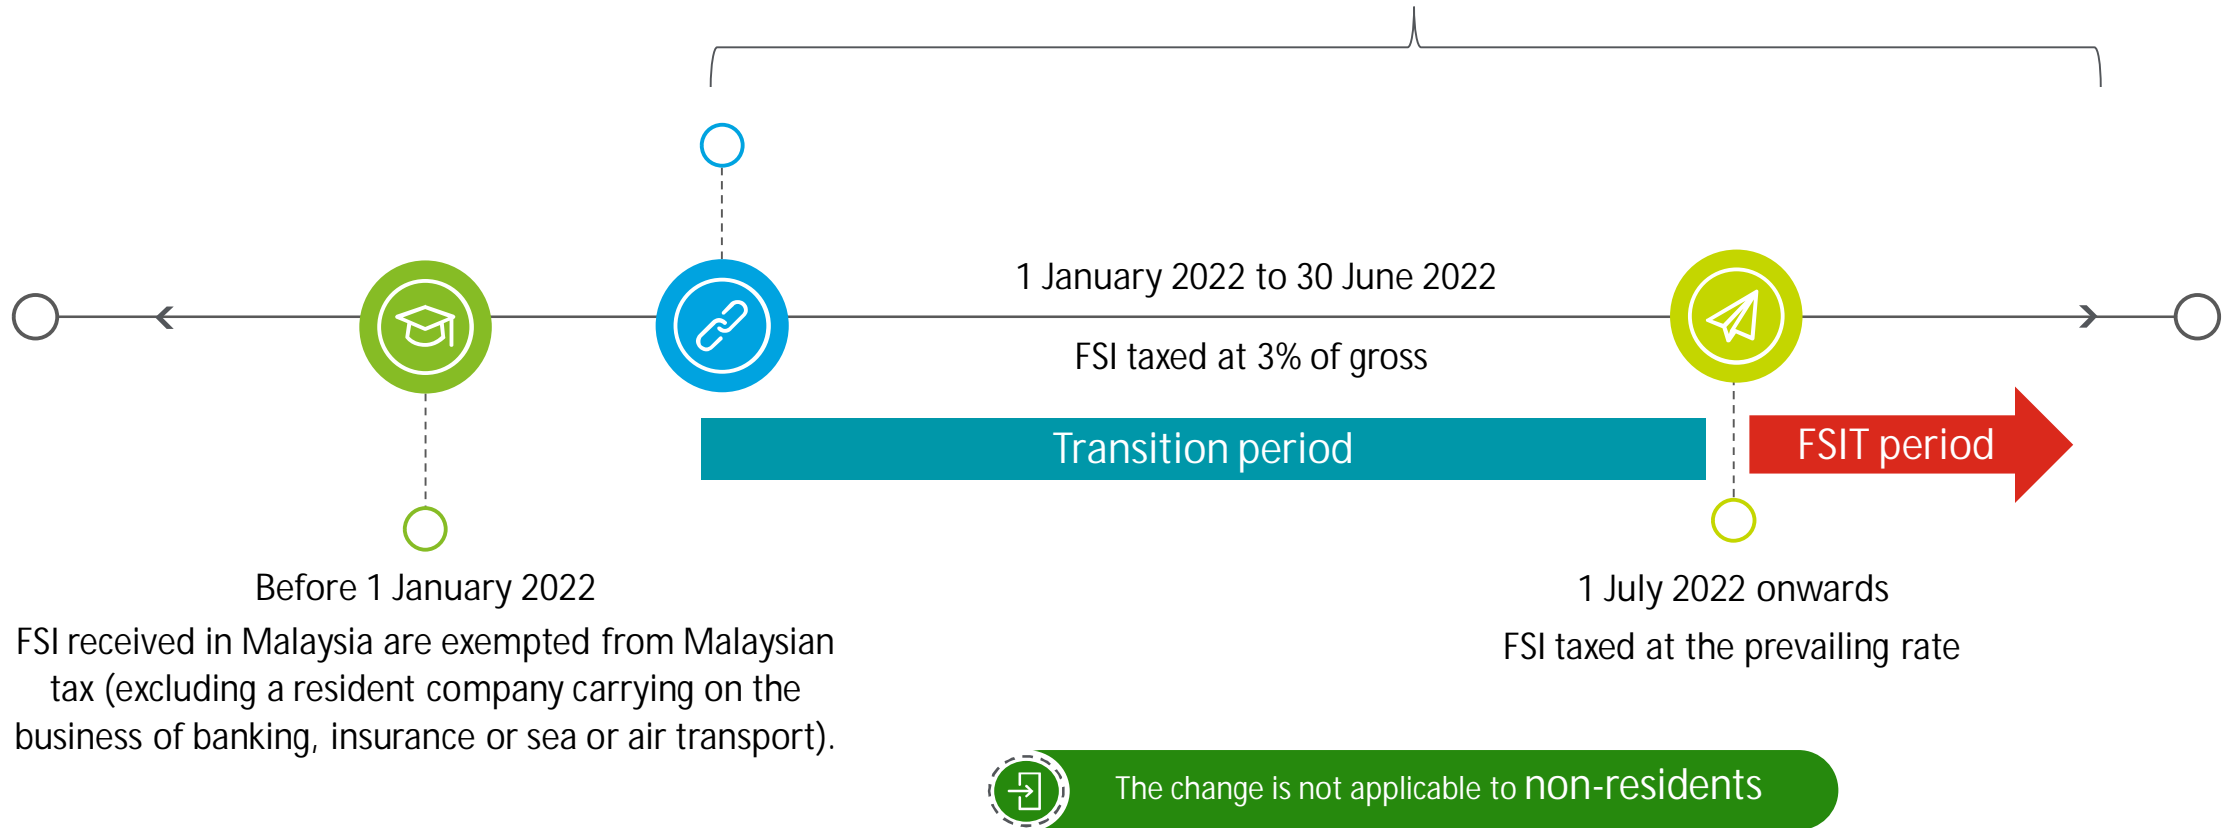 1 January 2022 to 30 June 2022
FSI taxed at 3% of gross
Transition period
FSIT period
Before 1 January 2022
FSI received in Malaysia are exempted from Malaysian
tax (excluding a resident company carrying on the
business of banking, insurance or sea or air transport).
1 July 2022 onwards
FSI taxed at the prevailing rate
The change is not applicable to non-residents